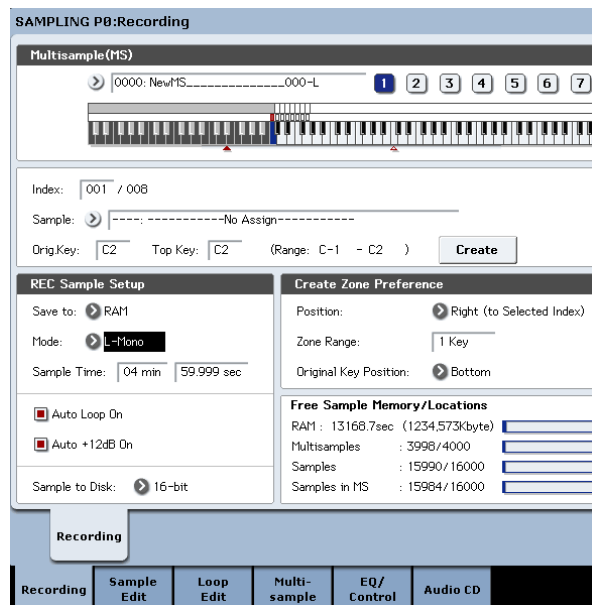 SAMPLING P0:Recording
Multisample(MS)
0000: NewMS______________000-L
1 2 3 4 5 6 7
Index: 001 / 008
Sample: ----: -----------No Assign-----------
Orig.Key: C2 Top Key: C2 (Range: C-1 - C2 ) Create
REC Sample Setup
Save to: RAM
Mode: L-Mono
Sample Time: 04 min 59.999 sec
Auto Loop On
Auto +12dB On
Sample to Disk: 16-bit
Create Zone Preference
Position: Right (to Selected Index)
Zone Range: 1 Key
Original Key Position: Bottom
Free Sample Memory/Locations
RAM : 13168.7sec (1234,573Kbyte)
Multisamples : 3998/4000
Samples : 15990/16000
Samples in MS : 15984/16000
Recording
Recording
Sample Edit
Loop Edit
Multi-sample
EQ/ Control
Audio CD